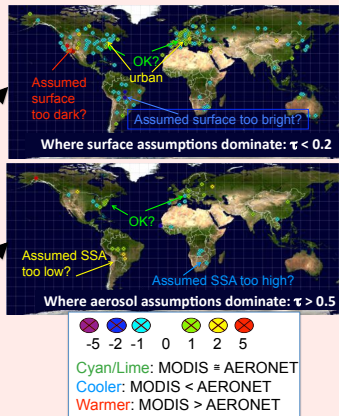 OK?
urban
Assumed
surface
too dark?
Assumed surface too bright?
Where surface assumptions dominate: τ < 0.2
OK?
Assumed SSA
too low?
Assumed SSA too high?
Where aerosol assumptions dominate: τ > 0.5
-5 -2 -1 0 1 2 5
Cyan/Lime: MODIS ≅ AERONET
Cooler: MODIS < AERONET
Warmer: MODIS > AERONET